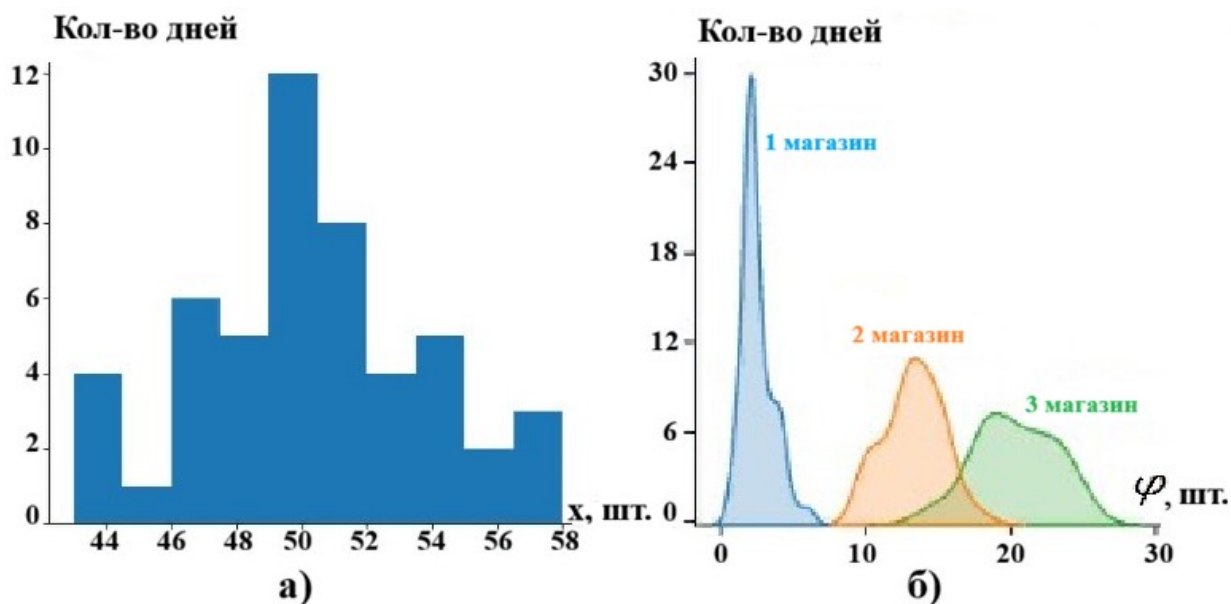 Кол-во дней
12
10
8
6
4
2
0
44 46 48 50 52 54 56 58
х, шт.
а)
Кол-во дней
30
24
18
12
6
0
1 магазин
2 магазин
3 магазин
φ, шт.
0 10 20 30
б)